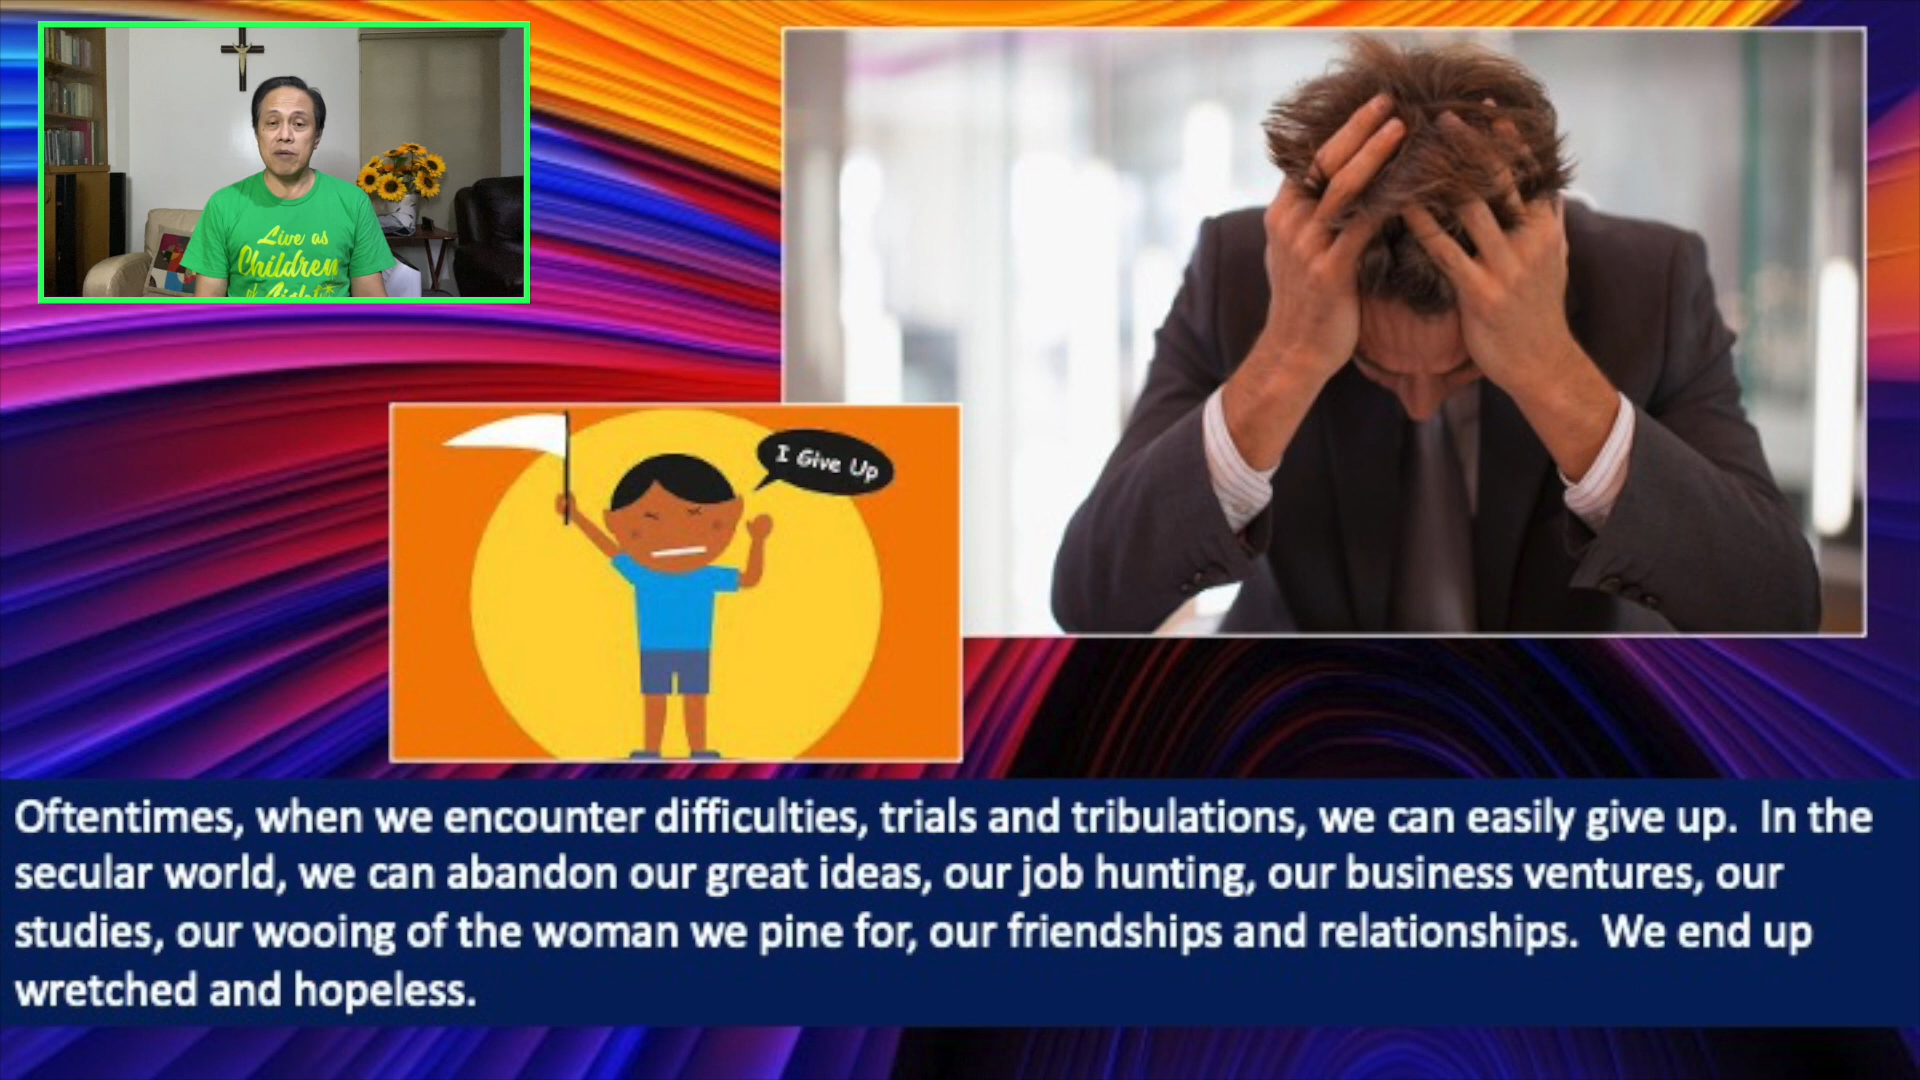 Live as
Children
of Light
I Give Up
Oftentimes, when we encounter difficulties, trials and tribulations, we can easily give up. In the
secular world, we can abandon our great ideas, our job hunting, our business ventures, our
studies, our wooing of the woman we pine for, our friendships and relationships. We end up
wretched and hopeless.